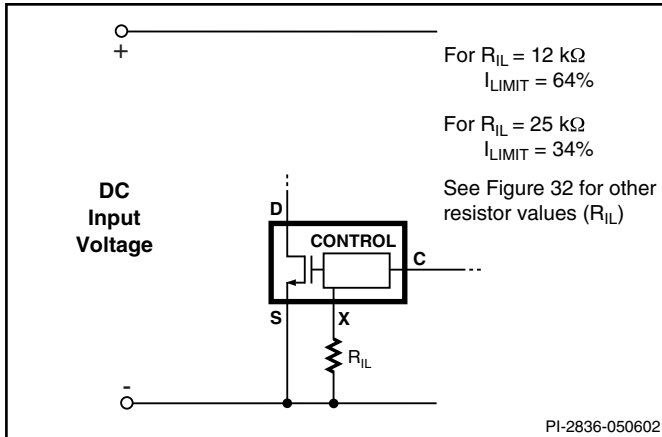 +
For R_IL = 12 kΩ
I_LIMIT = 64%
For R_IL = 25 kΩ
I_LIMIT = 34%
See Figure 32 for other
resistor values (R_IL)
DC
Input
Voltage
D
CONTROL
C
S
X
R_IL
-
PI-2836-050602